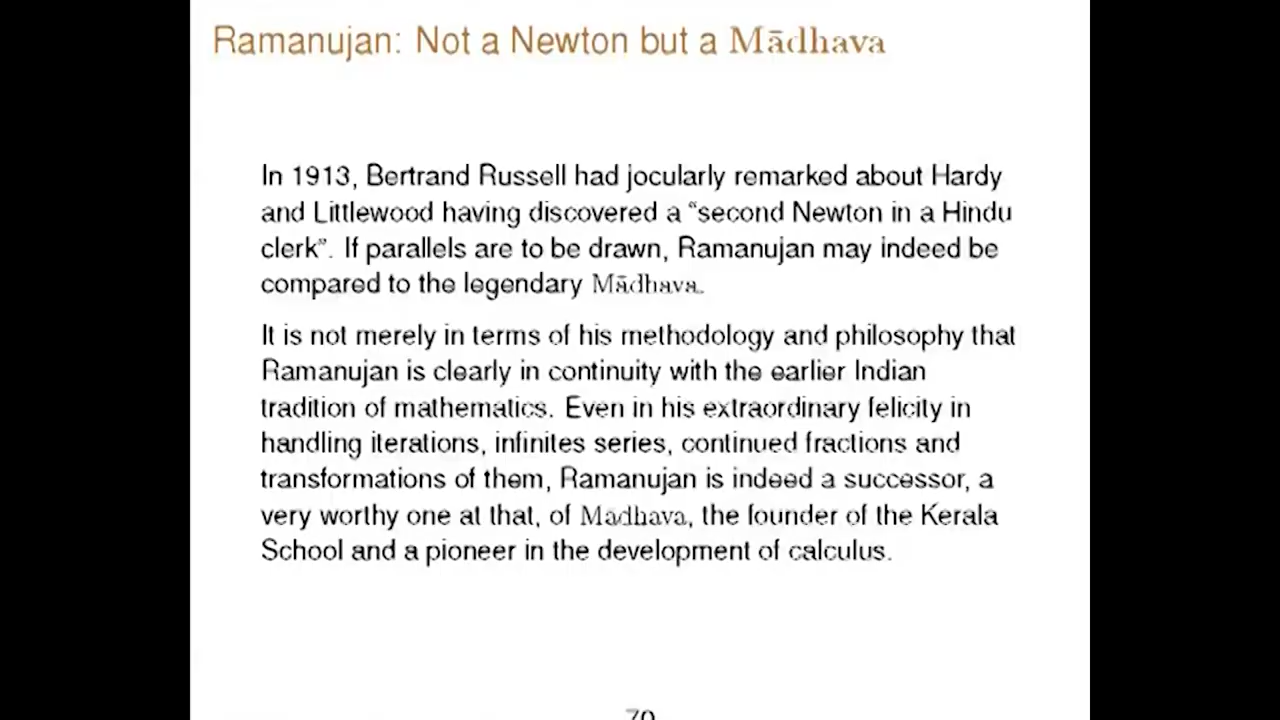 Ramanujan: Not a Newton but a Mādhava
In 1913, Bertrand Russell had jocularly remarked about Hardy
and Littlewood having discovered a “second Newton in a Hindu
clerk”. If parallels are to be drawn, Ramanujan may indeed be
compared to the legendary Mādhava.
It is not merely in terms of his methodology and philosophy that
Ramanujan is clearly in continuity with the earlier Indian
tradition of mathematics. Even in his extraordinary felicity in
handling iterations, infinites series, continued fractions and
transformations of them, Ramanujan is indeed a successor, a
very worthy one at that, of Mādhava, the founder of the Kerala
School and a pioneer in the development of calculus.